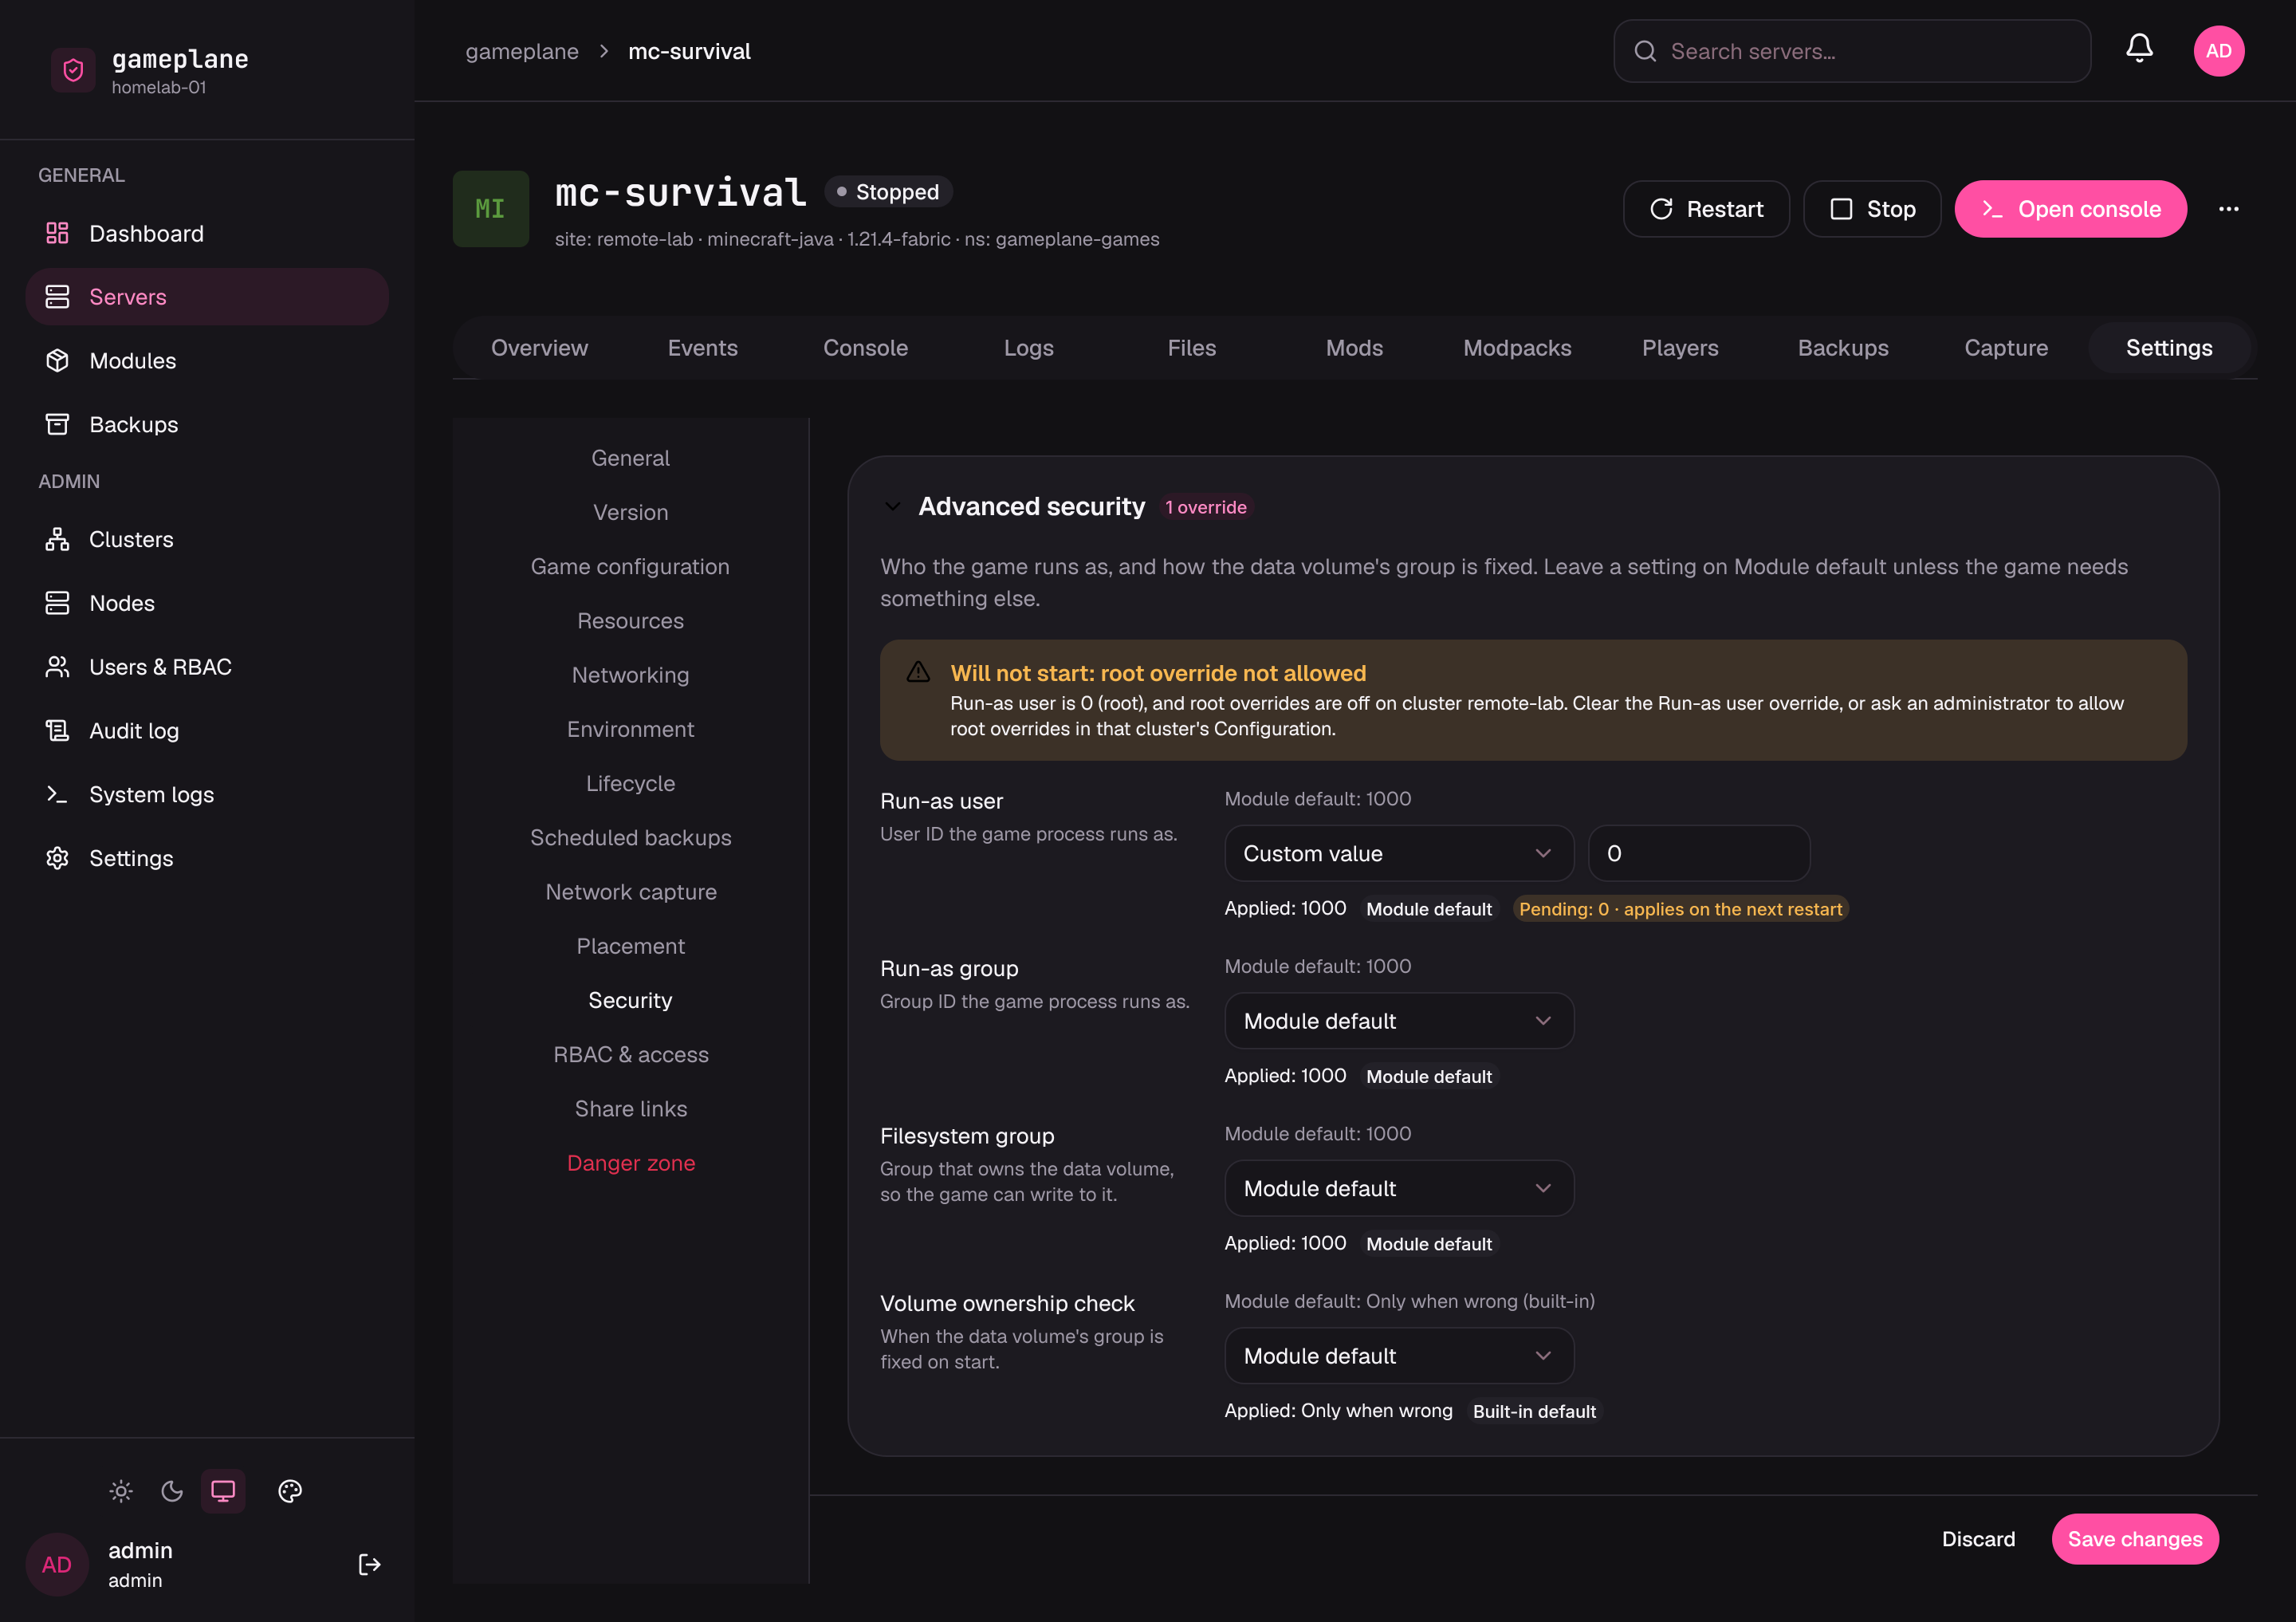 gameplane
homelab-01
GENERAL
Dashboard
Servers
Modules
Backups
ADMIN
Clusters
Nodes
Users & RBAC
Audit log
System logs
Settings
AD
admin
admin
gameplane > mc-survival
Search servers...
AD
MI
mc-survival
Stopped
site: remote-lab · minecraft-java · 1.21.4-fabric · ns: gameplane-games
Restart
Stop
Open console
Overview
Events
Console
Logs
Files
Mods
Modpacks
Players
Backups
Capture
Settings
General
Version
Game configuration
Resources
Networking
Environment
Lifecycle
Scheduled backups
Network capture
Placement
Security
RBAC & access
Share links
Danger zone
Advanced security 1 override
Who the game runs as, and how the data volume's group is fixed. Leave a setting on Module default unless the game needs
something else.
Will not start: root override not allowed
Run-as user is 0 (root), and root overrides are off on cluster remote-lab. Clear the Run-as user override, or ask an administrator to allow
root overrides in that cluster's Configuration.
Run-as user
User ID the game process runs as.
Module default: 1000
Custom value
0
Applied: 1000 Module default Pending: 0 · applies on the next restart
Run-as group
Group ID the game process runs as.
Module default: 1000
Module default
Applied: 1000 Module default
Filesystem group
Group that owns the data volume,
so the game can write to it.
Module default: 1000
Module default
Applied: 1000 Module default
Volume ownership check
When the data volume's group is
fixed on start.
Module default: Only when wrong (built-in)
Module default
Applied: Only when wrong Built-in default
Discard
Save changes